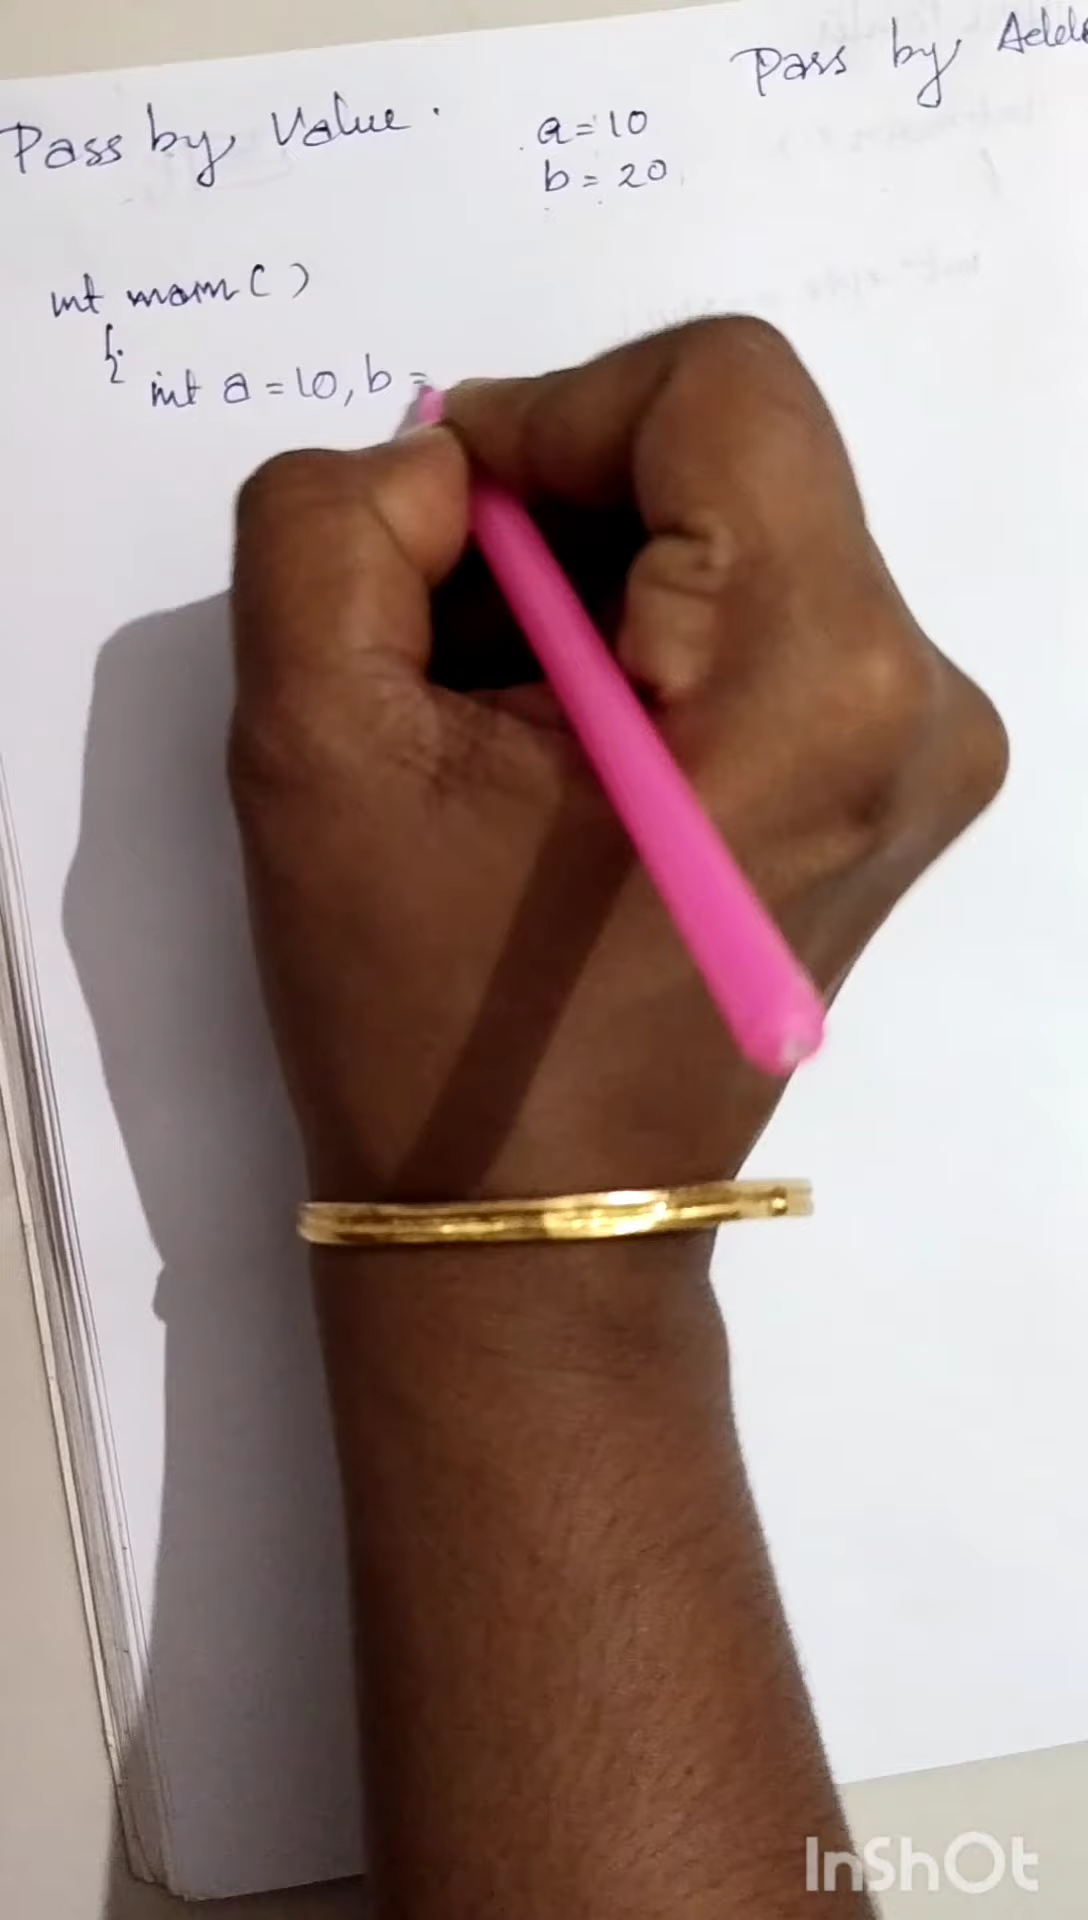 Pass by Value.
Pass by
a = 10
b = 20
int main ( )
{
int a = 10, b =
InShOt